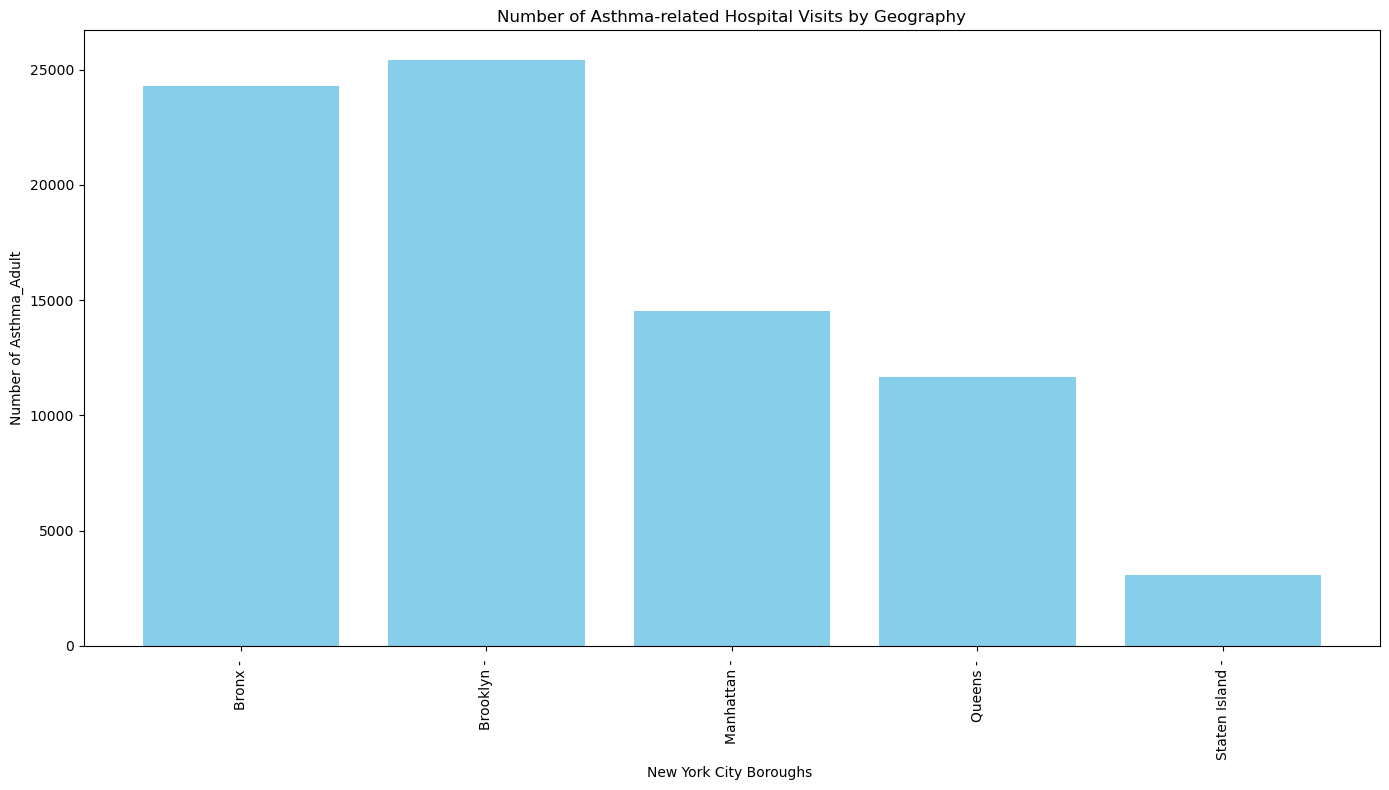 Number of Asthma-related Hospital Visits by Geography
Number of Asthma_Adult
25000
20000
15000
10000
5000
0
Bronx -
Brooklyn -
Manhattan -
Queens -
Staten Island -
New York City Boroughs